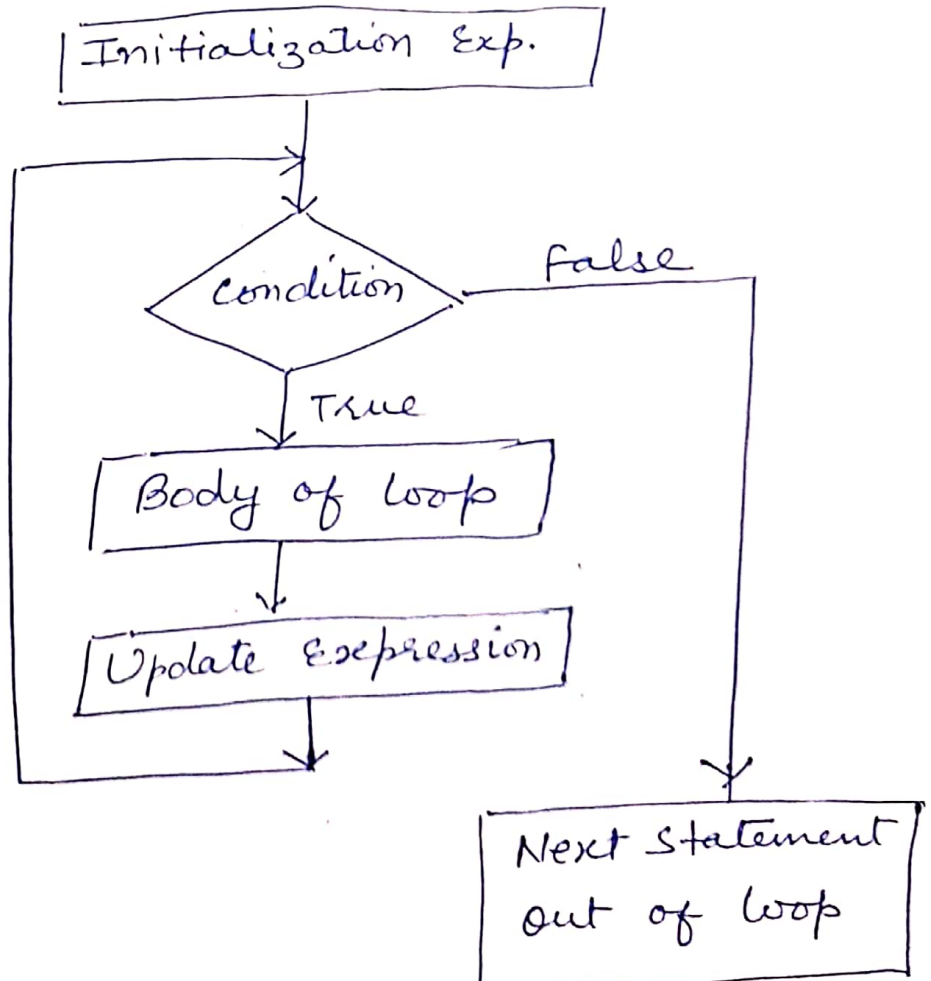 Initialization Exp.
Condition
False
True
Body of loop
Update Expression
Next Statement
out of loop